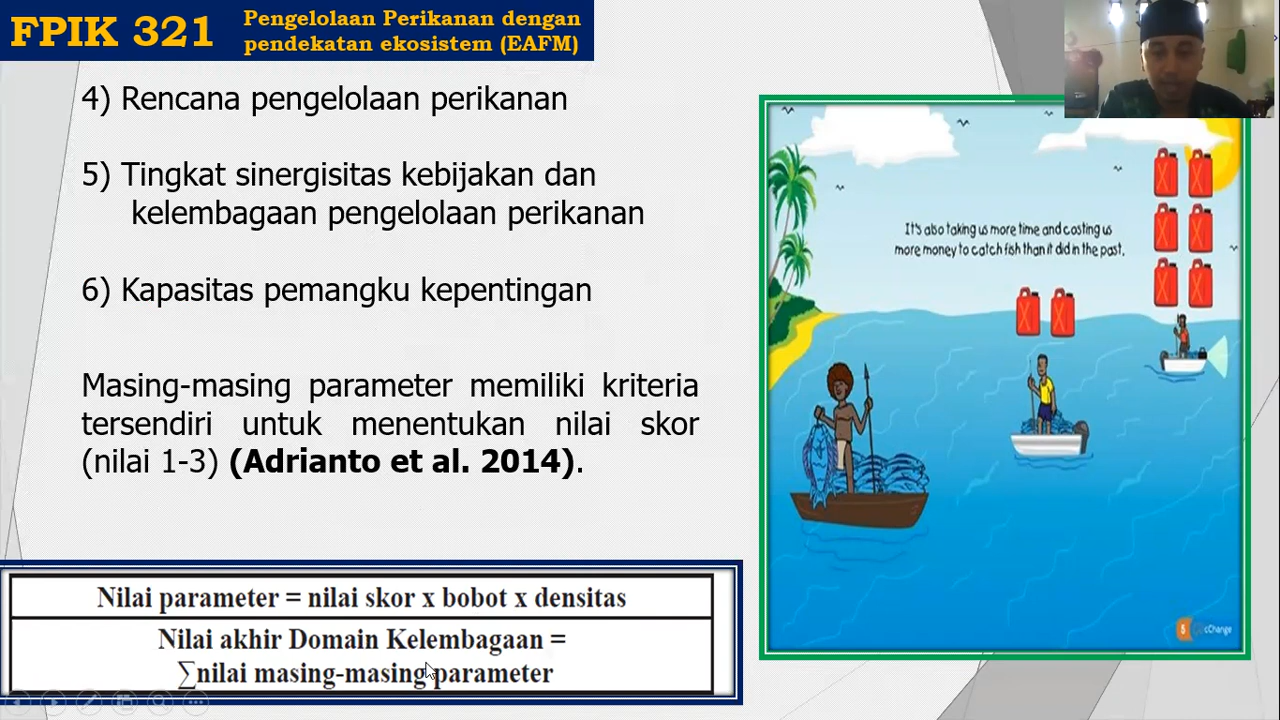 FPIK 321
Pengelolaan Perikanan dengan
pendekatan ekosistem (EAFM)
4) Rencana pengelolaan perikanan
5) Tingkat sinergisitas kebijakan dan
kelembagaan pengelolaan perikanan
6) Kapasitas pemangku kepentingan
Masing-masing parameter memiliki kriteria
tersendiri untuk menentukan nilai skor
(nilai 1-3) (Adrianto et al. 2014).
Nilai parameter = nilai skor x bobot x densitas
Nilai akhir Domain Kelembagaan =
∑nilai masing-masing parameter
It's also taking us more time and costing us
more money to catch fish than it did in the past.
5
cChange